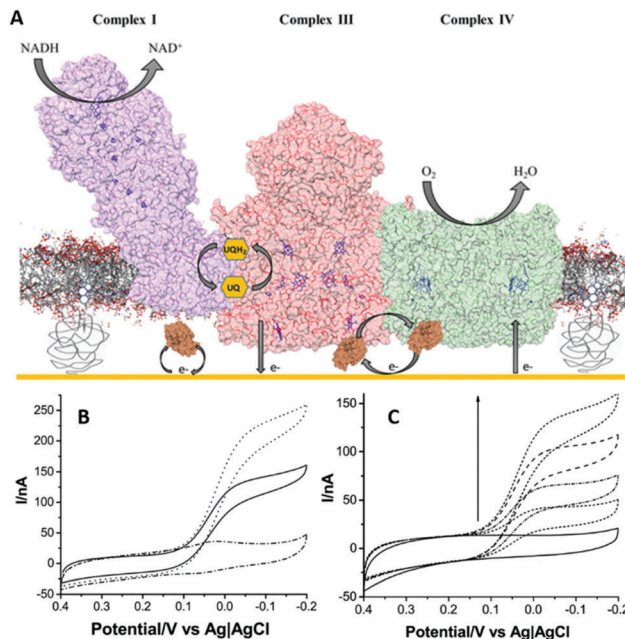 A
Complex I
Complex III
Complex IV
NADH
NAD⁺
O₂
H₂O
UQH₂
UQ
e-
e-
e-
e-
B
I/nA
250
200
150
100
50
0
-50
0.4 0.3 0.2 0.1 0.0 -0.1 -0.2
Potential/V vs Ag|AgCl
C
I/nA
150
100
50
0
-50
0.4 0.3 0.2 0.1 0.0 -0.1 -0.2
Potential/V vs Ag|AgCl